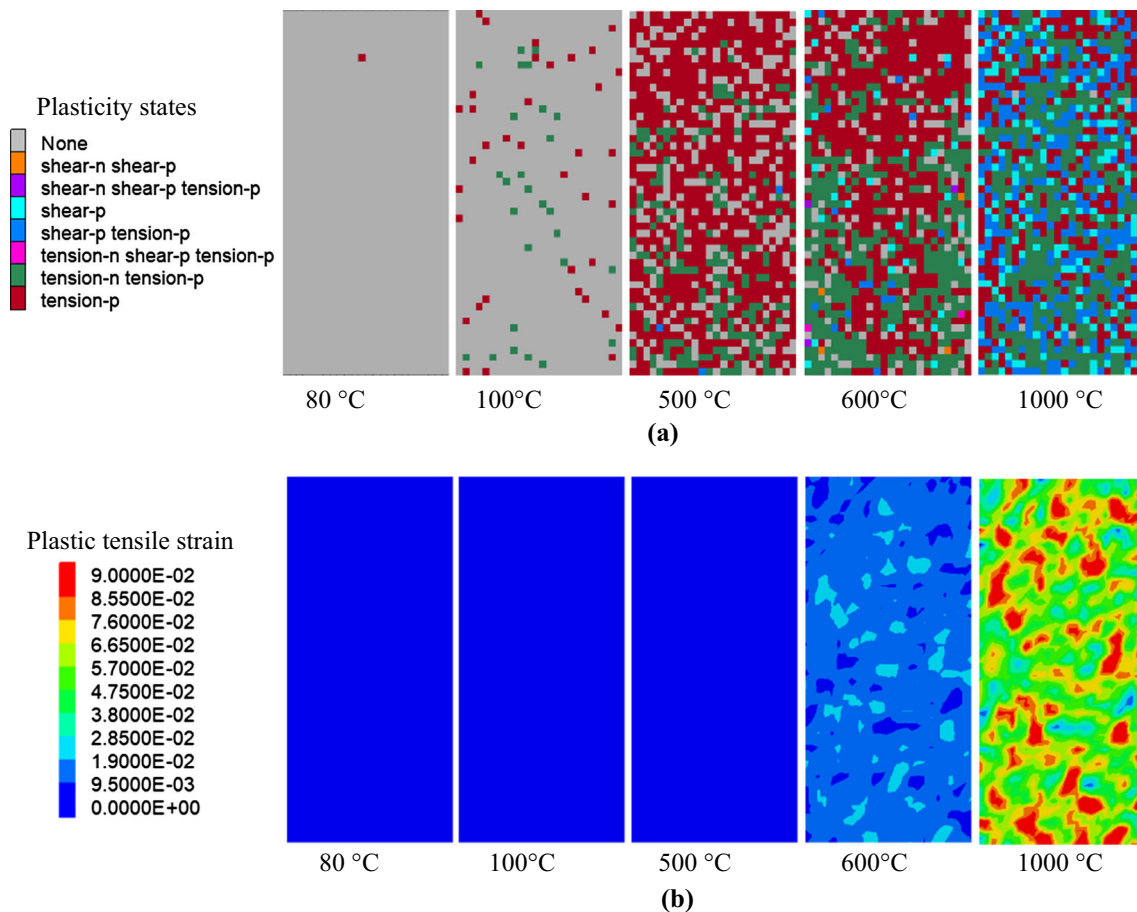 Plasticity states
None
shear-n shear-p
shear-n shear-p tension-p
shear-p
shear-p tension-p
tension-n shear-p tension-p
tension-n tension-p
tension-p
80 °C 100°C 500 °C 600°C 1000 °C
(a)
Plastic tensile strain
9.0000E-02
8.5500E-02
7.6000E-02
6.6500E-02
5.7000E-02
4.7500E-02
3.8000E-02
2.8500E-02
1.9000E-02
9.5000E-03
0.0000E+00
80 °C 100°C 500 °C 600°C 1000 °C
(b)